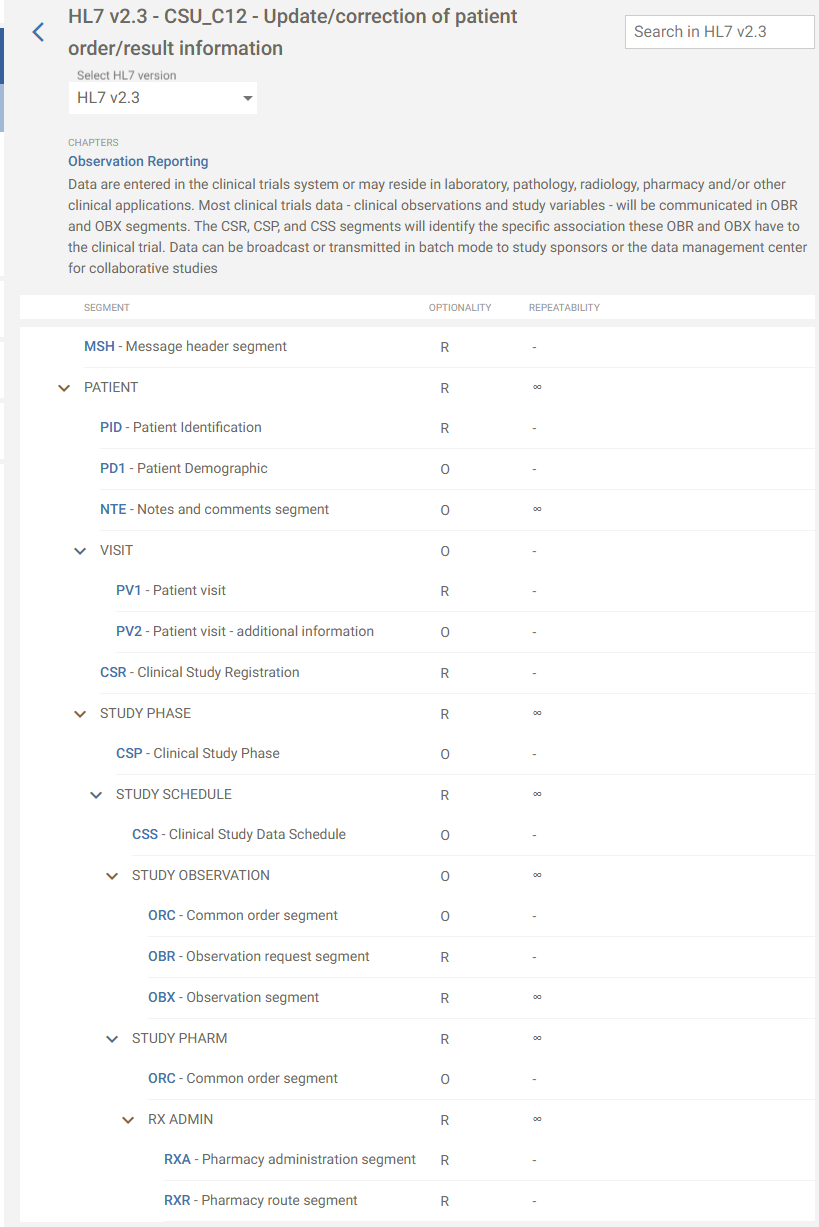 HL7 v2.3 - CSU_C12 - Update/correction of patient
order/result information
Search in HL7 v2.3
Select HL7 version
HL7 v2.3
CHAPTERS
Observation Reporting
Data are entered in the clinical trials system or may reside in laboratory, pathology, radiology, pharmacy and/or other
clinical applications. Most clinical trials data - clinical observations and study variables - will be communicated in OBR
and OBX segments. The CSR, CSP, and CSS segments will identify the specific association these OBR and OBX have to
the clinical trial. Data can be broadcast or transmitted in batch mode to study sponsors or the data management center
for collaborative studies
SEGMENT OPTIONALITY REPEATABILITY
MSH - Message header segment R -
PATIENT R ∞
PID - Patient Identification R -
PD1 - Patient Demographic O -
NTE - Notes and comments segment O ∞
VISIT O -
PV1 - Patient visit R -
PV2 - Patient visit - additional information O -
CSR - Clinical Study Registration R -
STUDY PHASE R ∞
CSP - Clinical Study Phase O -
STUDY SCHEDULE R ∞
CSS - Clinical Study Data Schedule O -
STUDY OBSERVATION O ∞
ORC - Common order segment O -
OBR - Observation request segment R -
OBX - Observation segment R ∞
STUDY PHARM R ∞
ORC - Common order segment O -
RX ADMIN R ∞
RXA - Pharmacy administration segment R -
RXR - Pharmacy route segment R -